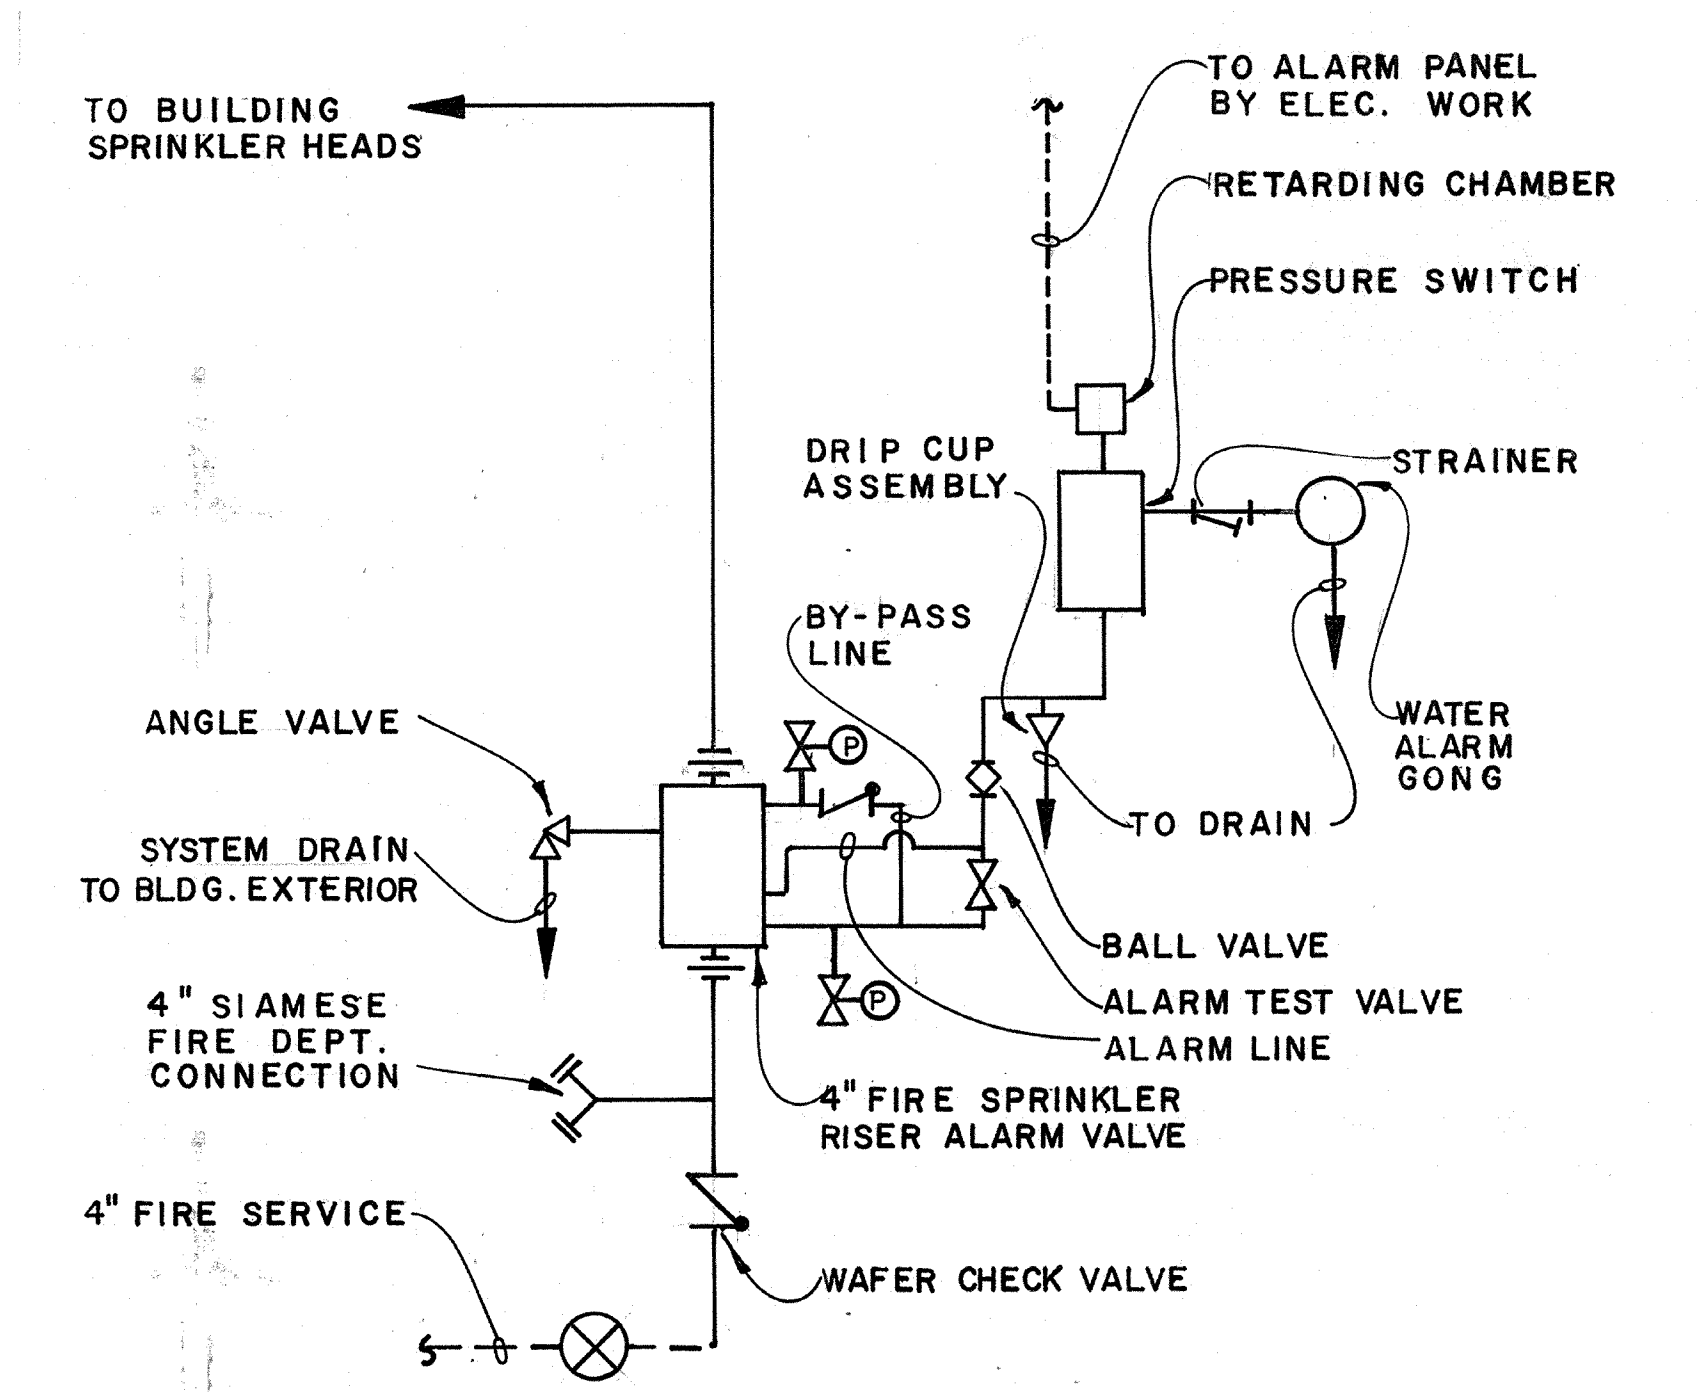 TO BUILDING
SPRINKLER HEADS
TO ALARM PANEL
BY ELEC. WORK
RETARDING CHAMBER
PRESSURE SWITCH
DRIP CUP
ASSEMBLY
STRAINER
BY-PASS
LINE
ANGLE VALVE
P
WATER
ALARM
GONG
TO DRAIN
SYSTEM DRAIN
TO BLDG. EXTERIOR
BALL VALVE
4" SIAMESE
FIRE DEPT.
CONNECTION
P
ALARM TEST VALVE
ALARM LINE
4" FIRE SPRINKLER
RISER ALARM VALVE
4" FIRE SERVICE
WAFER CHECK VALVE